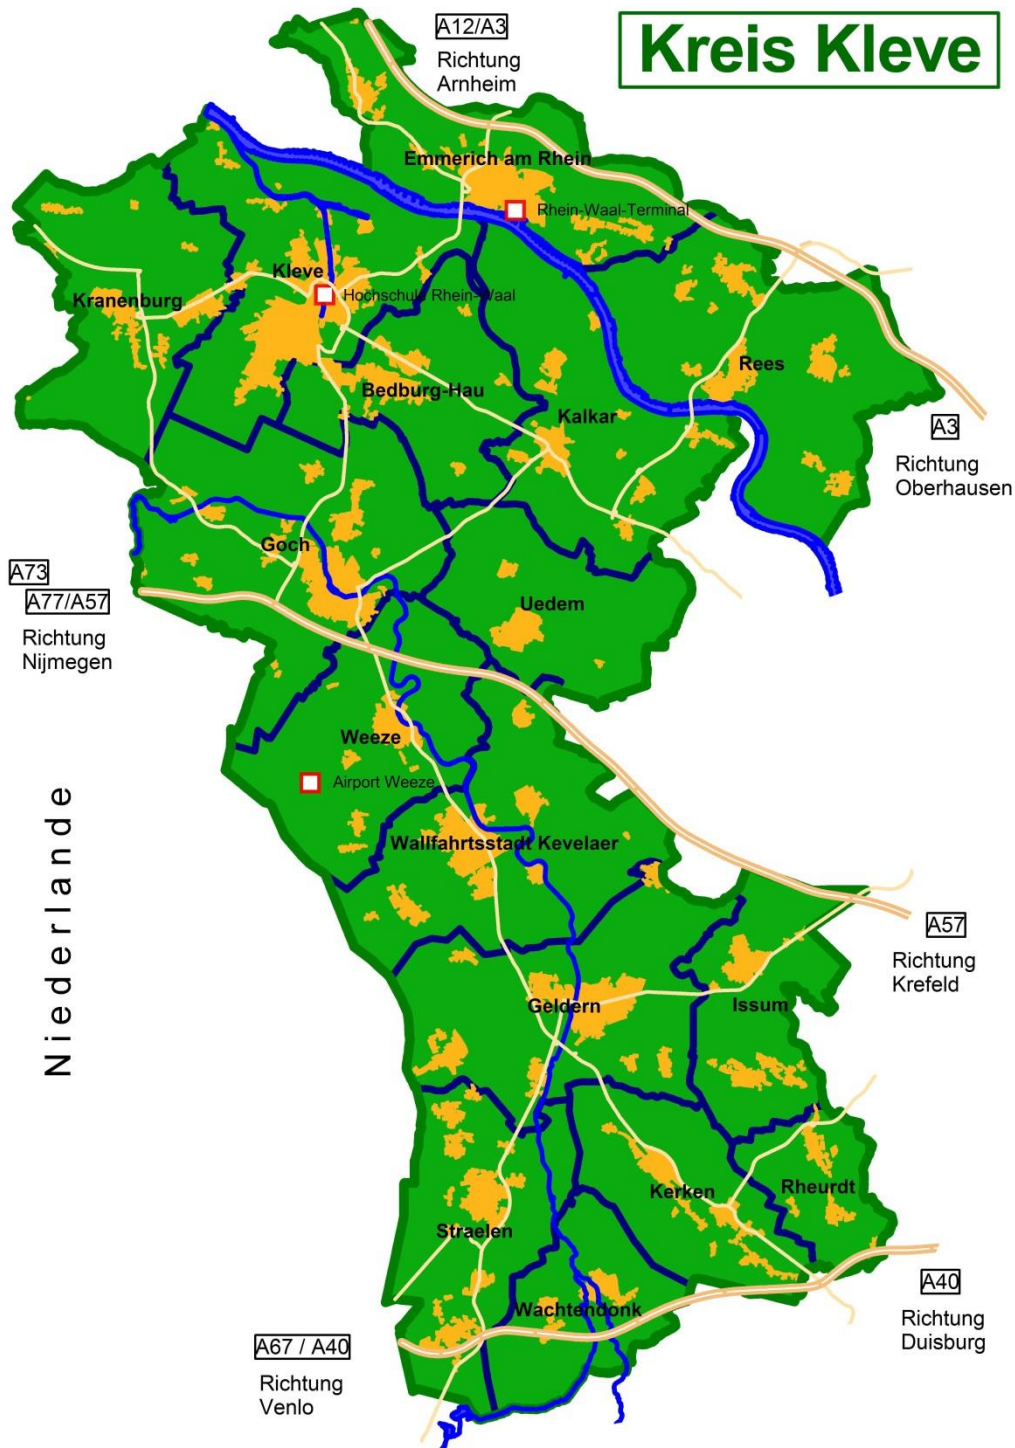 Kreis Kleve
A12/A3
Richtung
Arnheim
Emmerich am Rhein
Rhein-Waal-Terminal
Kleve
Kranenburg
Hochschule Rhein-Waal
Rees
Bedburg-Hau
Kalkar
A3
Richtung
Oberhausen
Goch
A73
A77/A57
Richtung
Nijmegen
Uedem
Weeze
Airport Weeze
Niederlande
Wallfahrtsstadt Kevelaer
A57
Richtung
Krefeld
Geldern
Issum
Kerken
Rheurdt
Straelen
A40
Richtung
Duisburg
Wachtendonk
A67 / A40
Richtung
Venlo